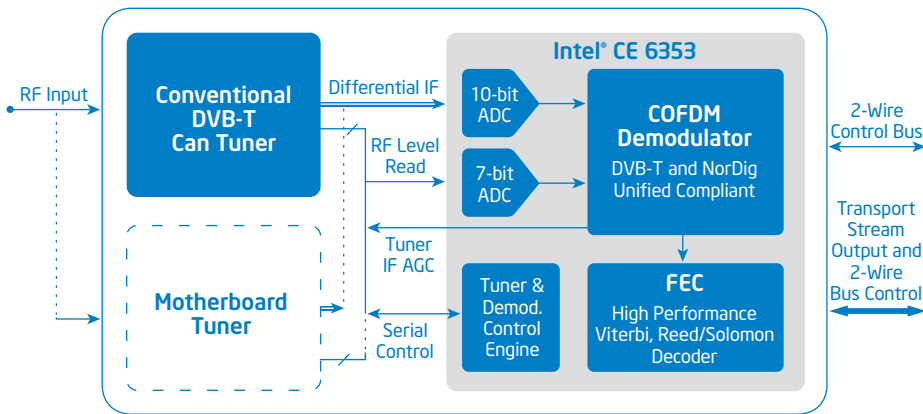 RF Input
Conventional
DVB-T
Can Tuner
Motherboard
Tuner
Differential IF
RF Level
Read
Tuner
IF AGC
Serial
Control
Intel® CE 6353
10-bit
ADC
7-bit
ADC
COFDM
Demodulator
DVB-T and NorDig
Unified Compliant
Tuner &
Demod.
Control
Engine
FEC
High Performance
Viterbi, Reed/Solomon
Decoder
2-Wire
Control Bus
Transport
Stream
Output and
2-Wire
Bus Control